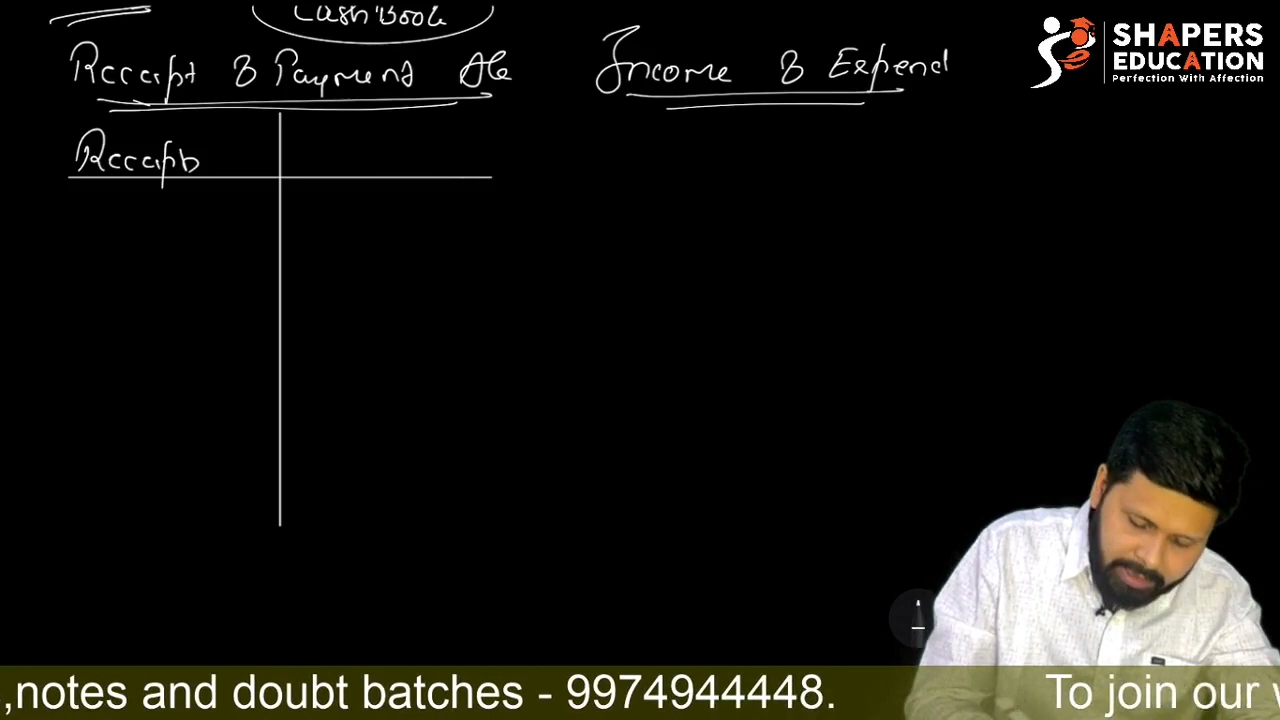 Cash Book
Receipt & Payment A/c
Income & Expend
Receipts
SHAPERS
EDUCATION
Perfection With Affection
,notes and doubt batches - 9974944448.
To join our